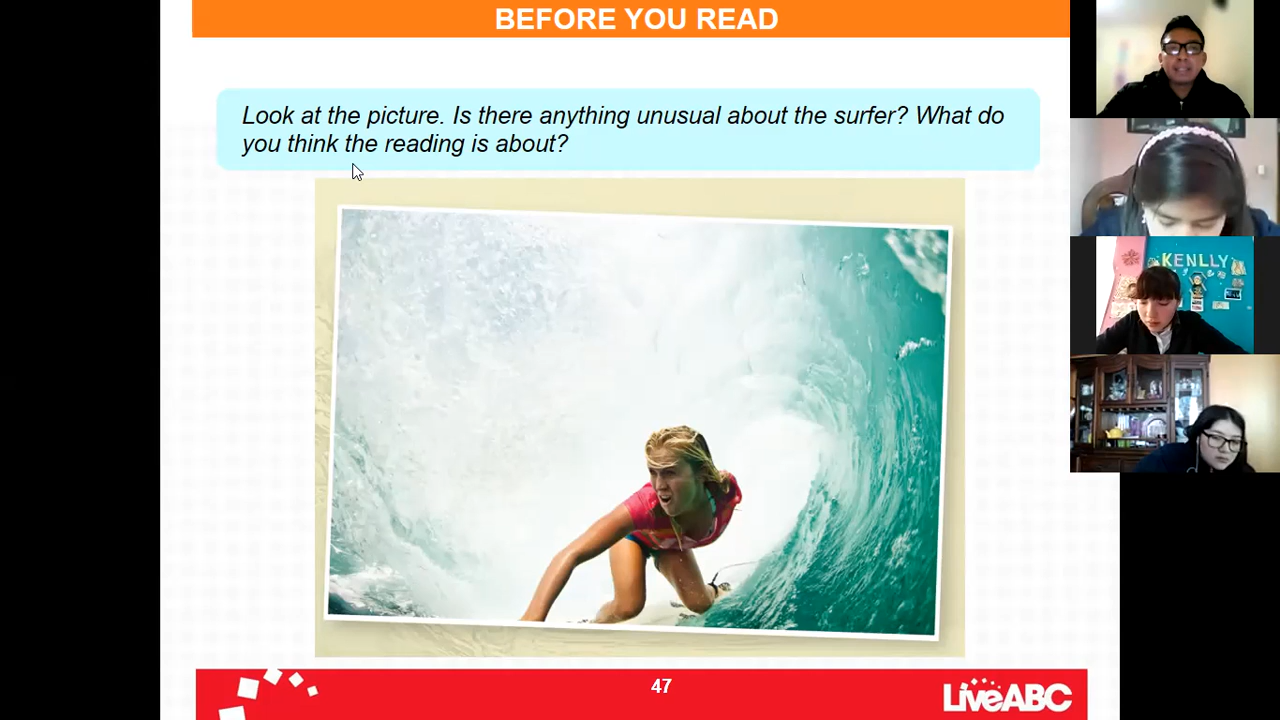 BEFORE YOU READ
Look at the picture. Is there anything unusual about the surfer? What do
you think the reading is about?
KENLLY
47
LiveABC